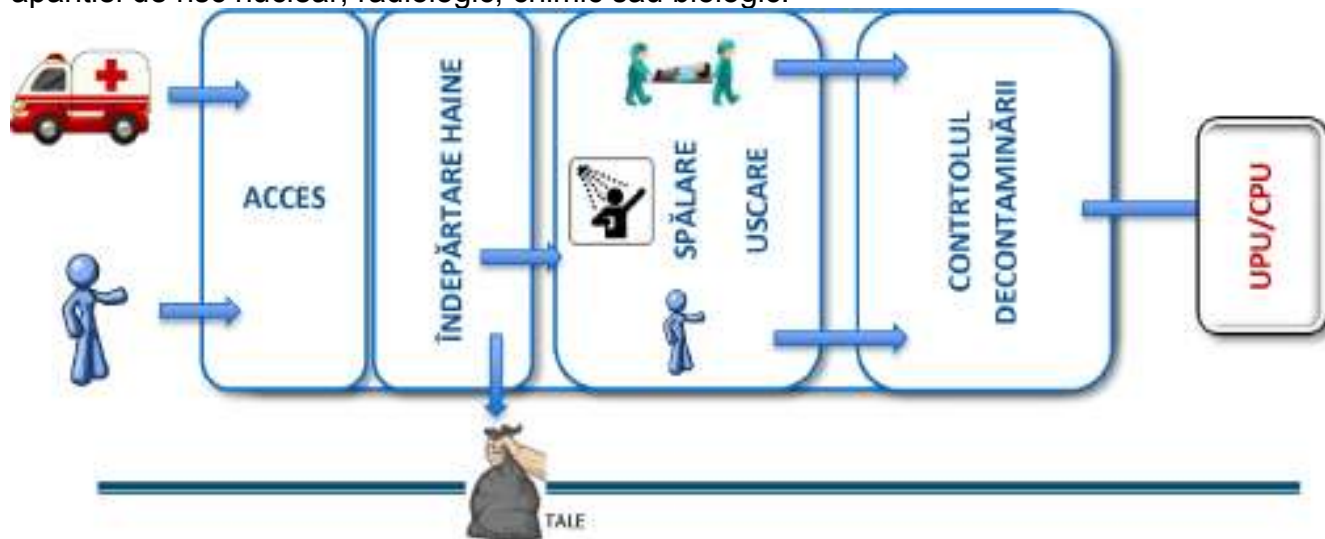 apariției de risc nuclear, radiologic, chimic sau biologic.
ACCES
ÎNDEPĂRTARE HAINE
SPĂLARE
USCARE
CONTRTOLUL
DECONTAMINĂRII
UPU/CPU
TALE